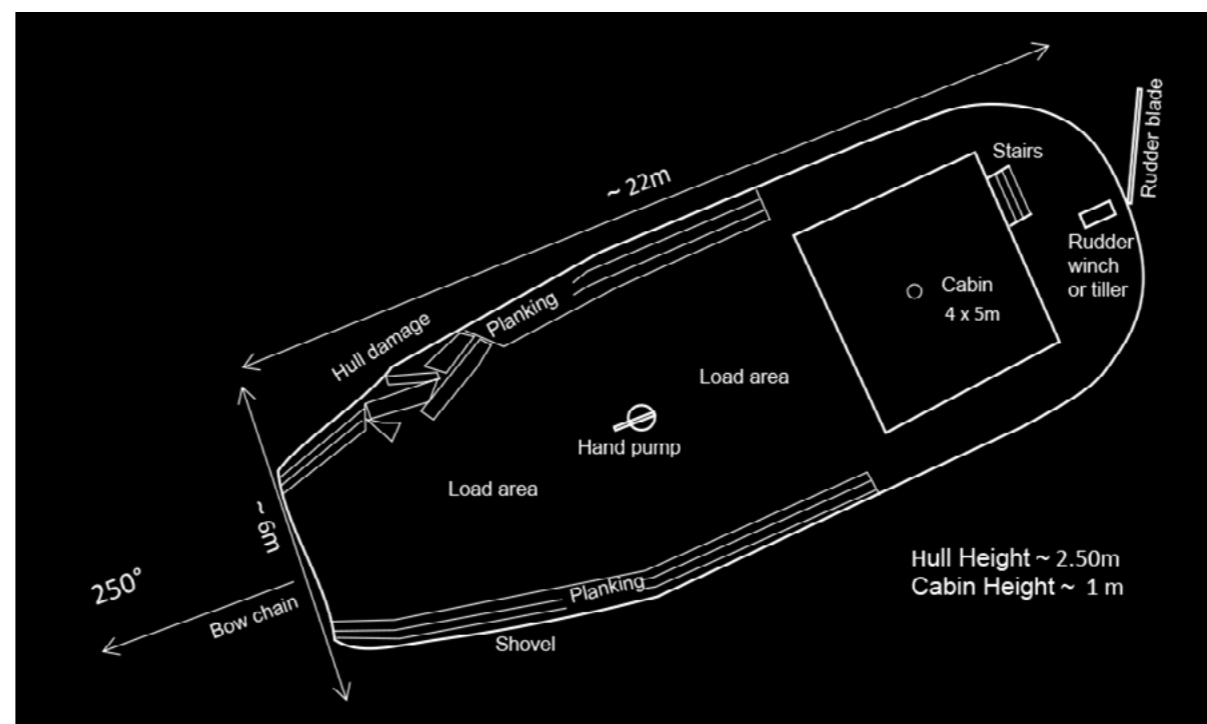 ~ 22m
Rudder blade
Stairs
Rudder
winch
or tiller
Cabin
4 x 5m
Planking
Hull damage
Load area
Hand pump
Load area
~ 6m
Hull Height ~ 2.50m
Cabin Height ~ 1 m
250°
Bow chain
Planking
Shovel